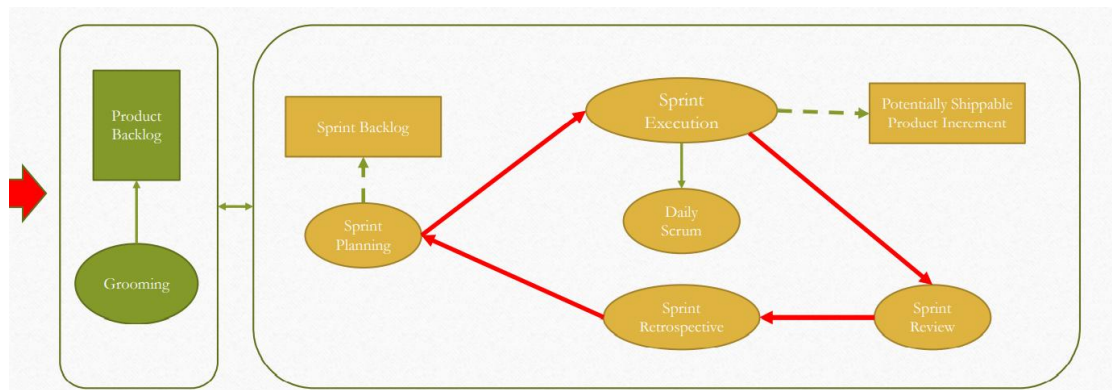 Product
Backlog
Grooming
Sprint Backlog
Sprint
Planning
Sprint
Execution
Daily
Scrum
Potentially Shippable
Product Increment
Sprint
Retrospective
Sprint
Review